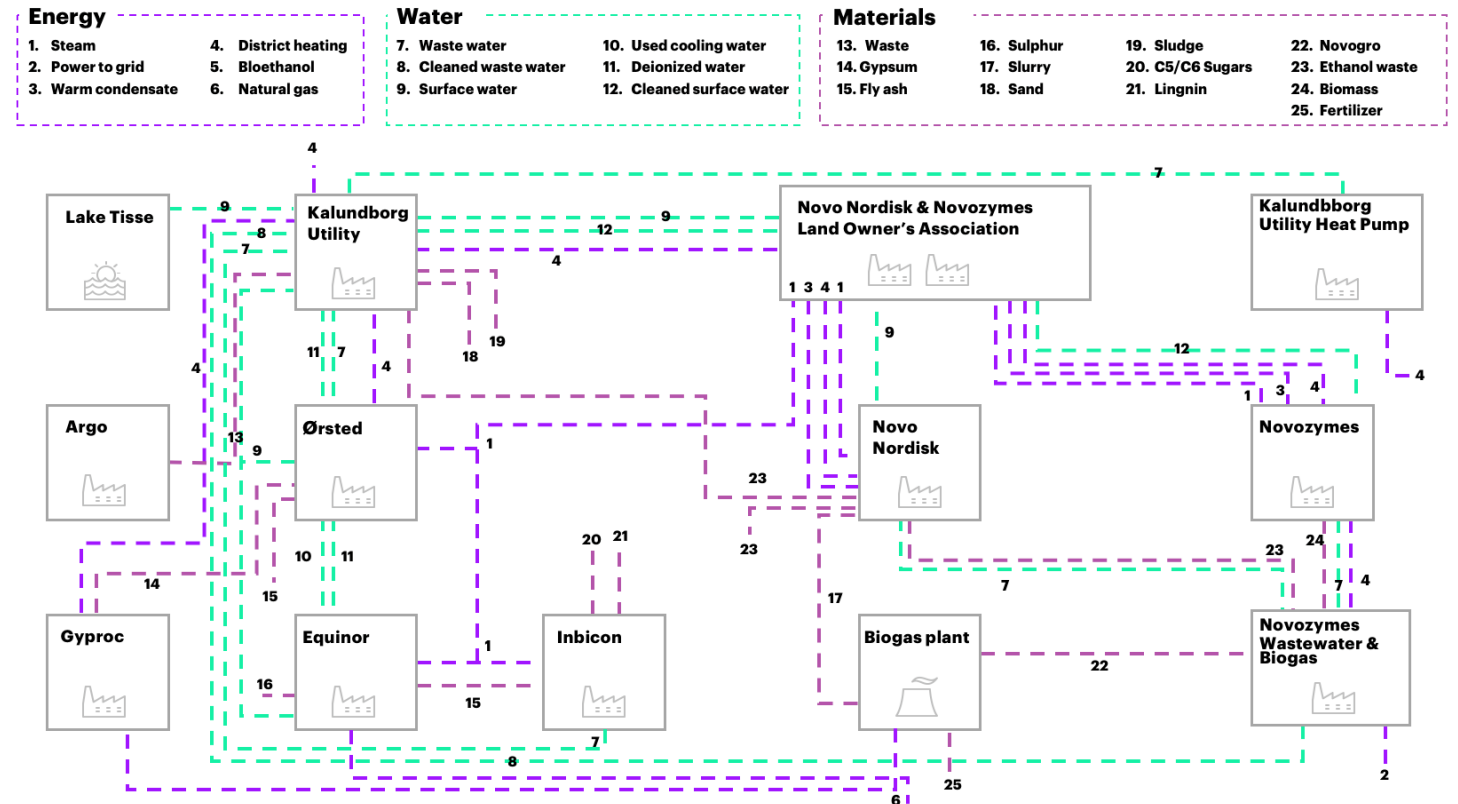 Energy
1. Steam
2. Power to grid
3. Warm condensate
4. District heating
5. Bloethanol
6. Natural gas
Water
7. Waste water
8. Cleaned waste water
9. Surface water
10. Used cooling water
11. Deionized water
12. Cleaned surface water
Materials
13. Waste
14. Gypsum
15. Fly ash
16. Sulphur
17. Slurry
18. Sand
19. Sludge
20. C5/C6 Sugars
21. Lingnin
22. Novogro
23. Ethanol waste
24. Biomass
25. Fertilizer
4
7
Lake Tisse
9
8
7
Kalundborg
Utility
9
12
4
Novo Nordisk & Novozymes
Land Owner's Association
1 3 4 1
Kalundbborg
Utility Heat Pump
19
18
11
7
4
4
9
12
1
3
4
4
Argo
13
9
Ørsted
1
23
23
Novo
Nordisk
Novozymes
14
15
10
11
20
21
17
7
23
24
7
4
Gyproc
Equinor
16
1
15
Inbicon
7
Biogas plant
22
Novozymes
Wastewater &
Biogas
8
6
25
2